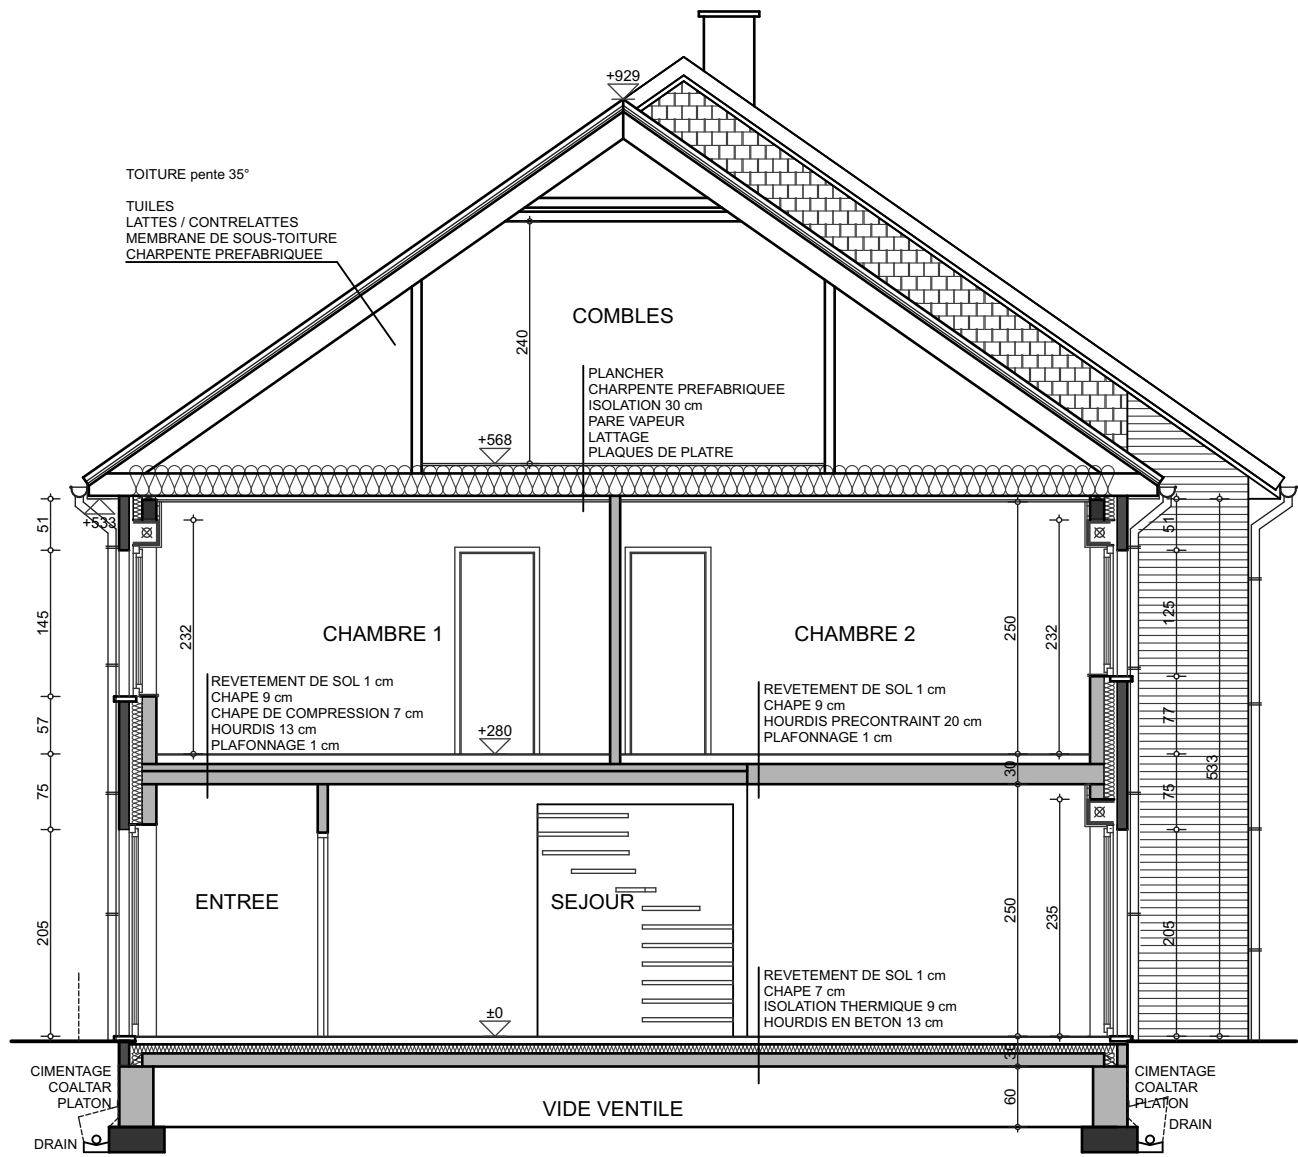 +929
TOITURE pente 35°
TUILES
LATTES / CONTRELATTES
MEMBRANE DE SOUS-TOITURE
CHARPENTE PREFABRIQUEE
COMBLES
240
PLANCHER
CHARPENTE PREFABRIQUEE
ISOLATION 30 cm
PARE VAPEUR
LATTAGE
PLAQUES DE PLATRE
+568
+533
51
145
57
75
205
232
CHAMBRE 1
CHAMBRE 2
250
232
51
125
77
75
205
533
REVETEMENT DE SOL 1 cm
CHAPE 9 cm
CHAPE DE COMPRESSION 7 cm
HOURDIS 13 cm
PLAFONNAGE 1 cm
+280
REVETEMENT DE SOL 1 cm
CHAPE 9 cm
HOURDIS PRECONTRAINT 20 cm
PLAFONNAGE 1 cm
30
ENTREE
SEJOUR
250
235
±0
REVETEMENT DE SOL 1 cm
CHAPE 7 cm
ISOLATION THERMIQUE 9 cm
HOURDIS EN BETON 13 cm
30
60
CIMENTAGE
COALTAR
PLATON
DRAIN
VIDE VENTILE
CIMENTAGE
COALTAR
PLATON
DRAIN